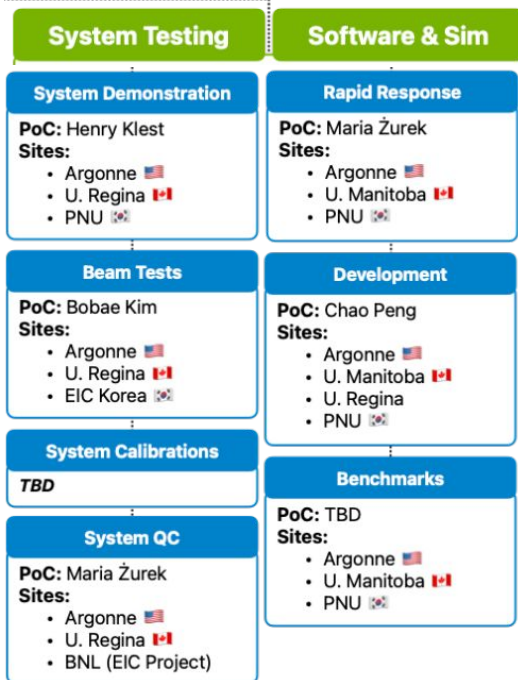 System Testing
System Demonstration
PoC: Henry Klest
Sites:
• Argonne 🇺🇸
• U. Regina 🇨🇦
• PNU 🇰🇷
Beam Tests
PoC: Bobae Kim
Sites:
• Argonne 🇺🇸
• U. Regina 🇨🇦
• EIC Korea 🇰🇷
System Calibrations
TBD
System QC
PoC: Maria Żurek
Sites:
• Argonne 🇺🇸
• U. Regina 🇨🇦
• BNL (EIC Project)
Software & Sim
Rapid Response
PoC: Maria Żurek
Sites:
• Argonne 🇺🇸
• U. Manitoba 🇨🇦
• PNU 🇰🇷
Development
PoC: Chao Peng
Sites:
• Argonne 🇺🇸
• U. Manitoba 🇨🇦
• U. Regina
• PNU 🇰🇷
Benchmarks
PoC: TBD
Sites:
• Argonne 🇺🇸
• U. Manitoba 🇨🇦
• PNU 🇰🇷